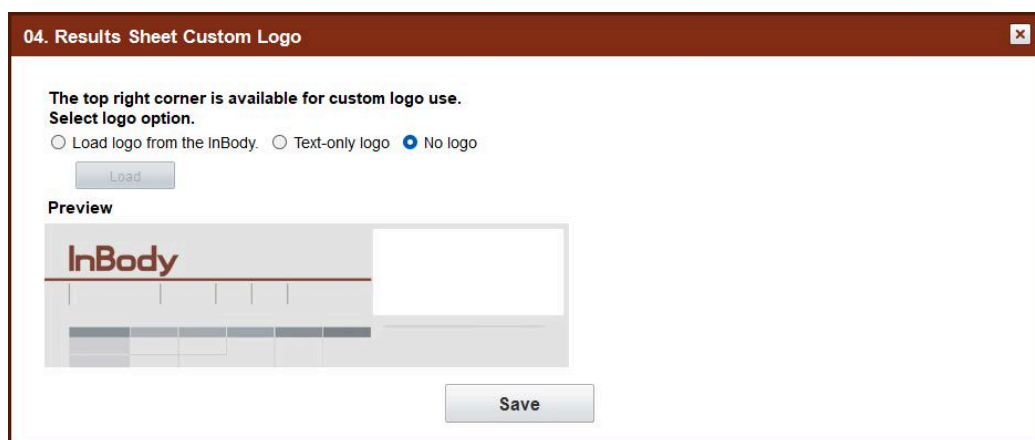 04. Results Sheet Custom Logo
The top right corner is available for custom logo use.
Select logo option.
Load logo from the InBody. Text-only logo No logo
Load
Preview
InBody
Save